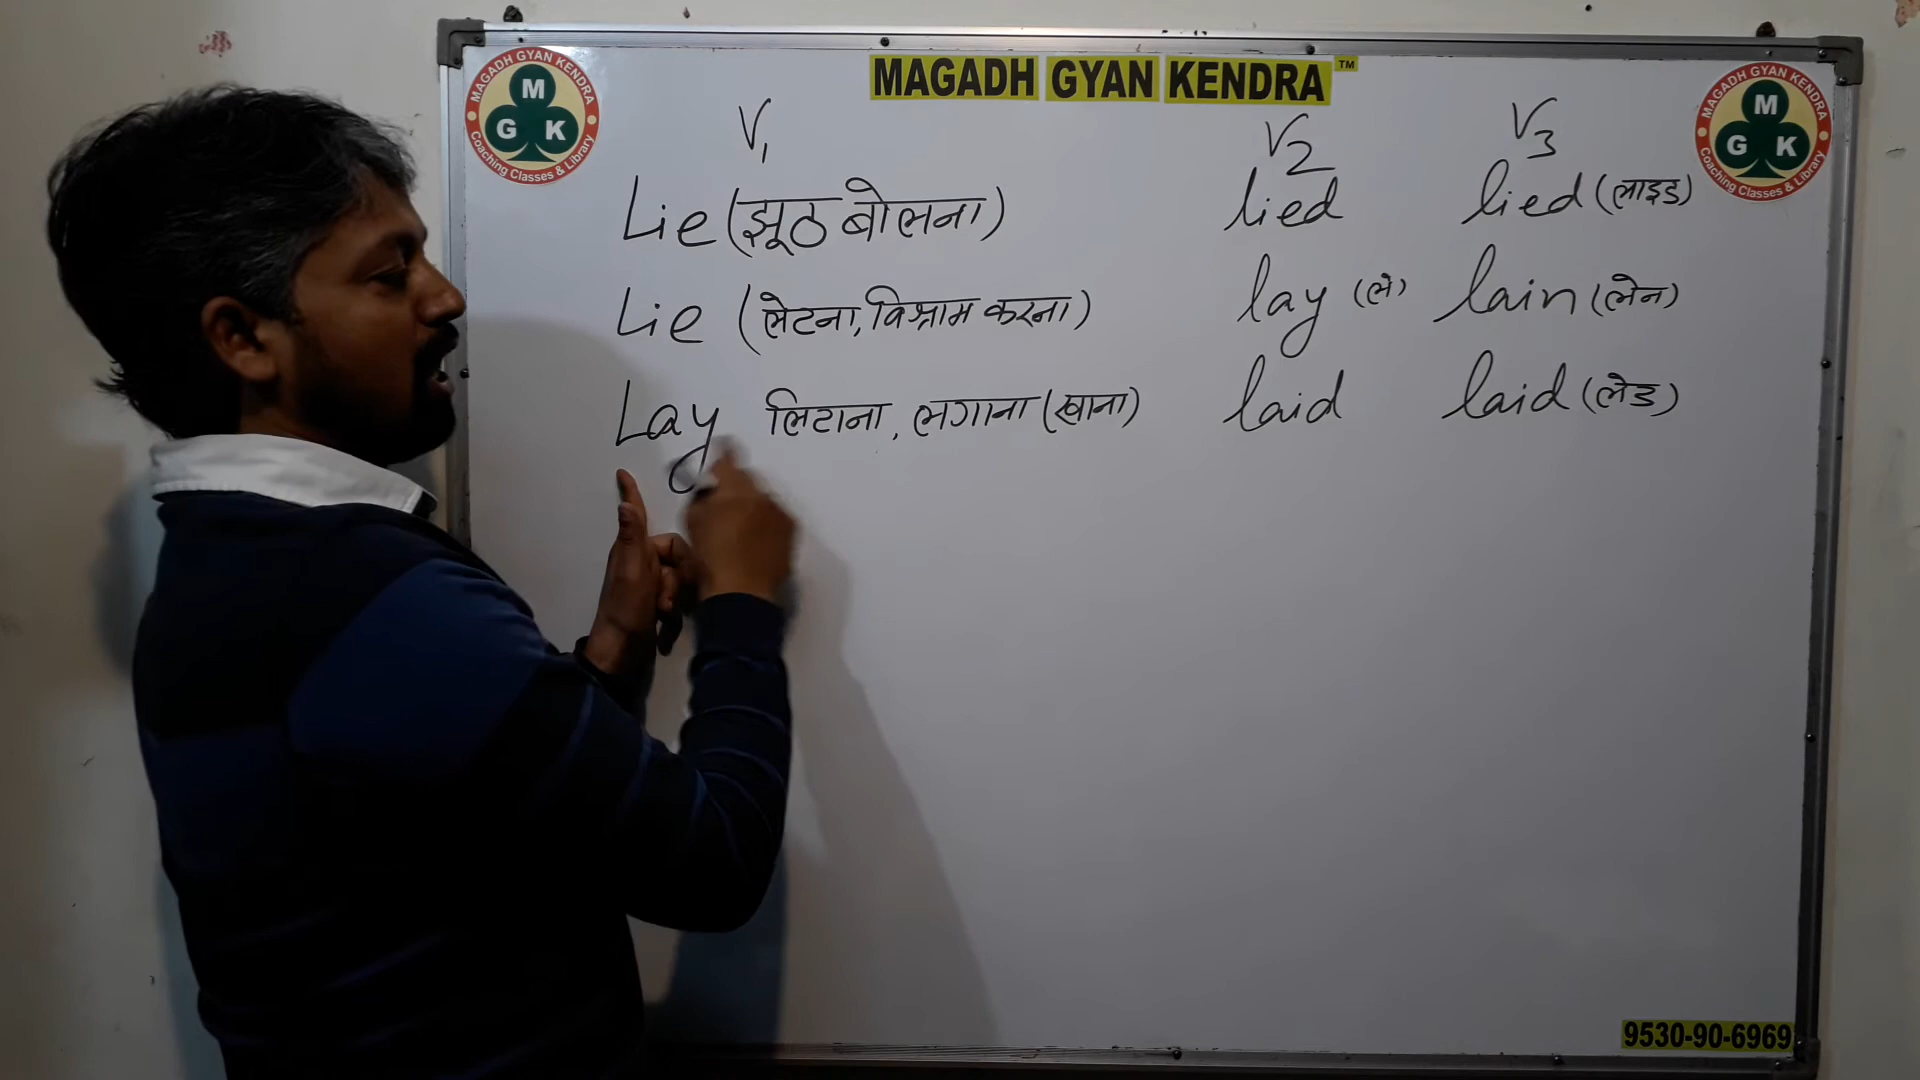 MAGADH GYAN KENDRA™
MAGADH GYAN KENDRA
M
G K
Coaching Classes & Library
MAGADH GYAN KENDRA
M
G K
Coaching Classes & Library
V1 V2 V3
Lie (झूठ बोलना) lied lied (लाइड)
Lie (लेटना, विश्राम करना) lay (ले) lain (लेन)
Lay लिटाना, लगाना (खाना) laid laid (लेड)
9530-90-6969